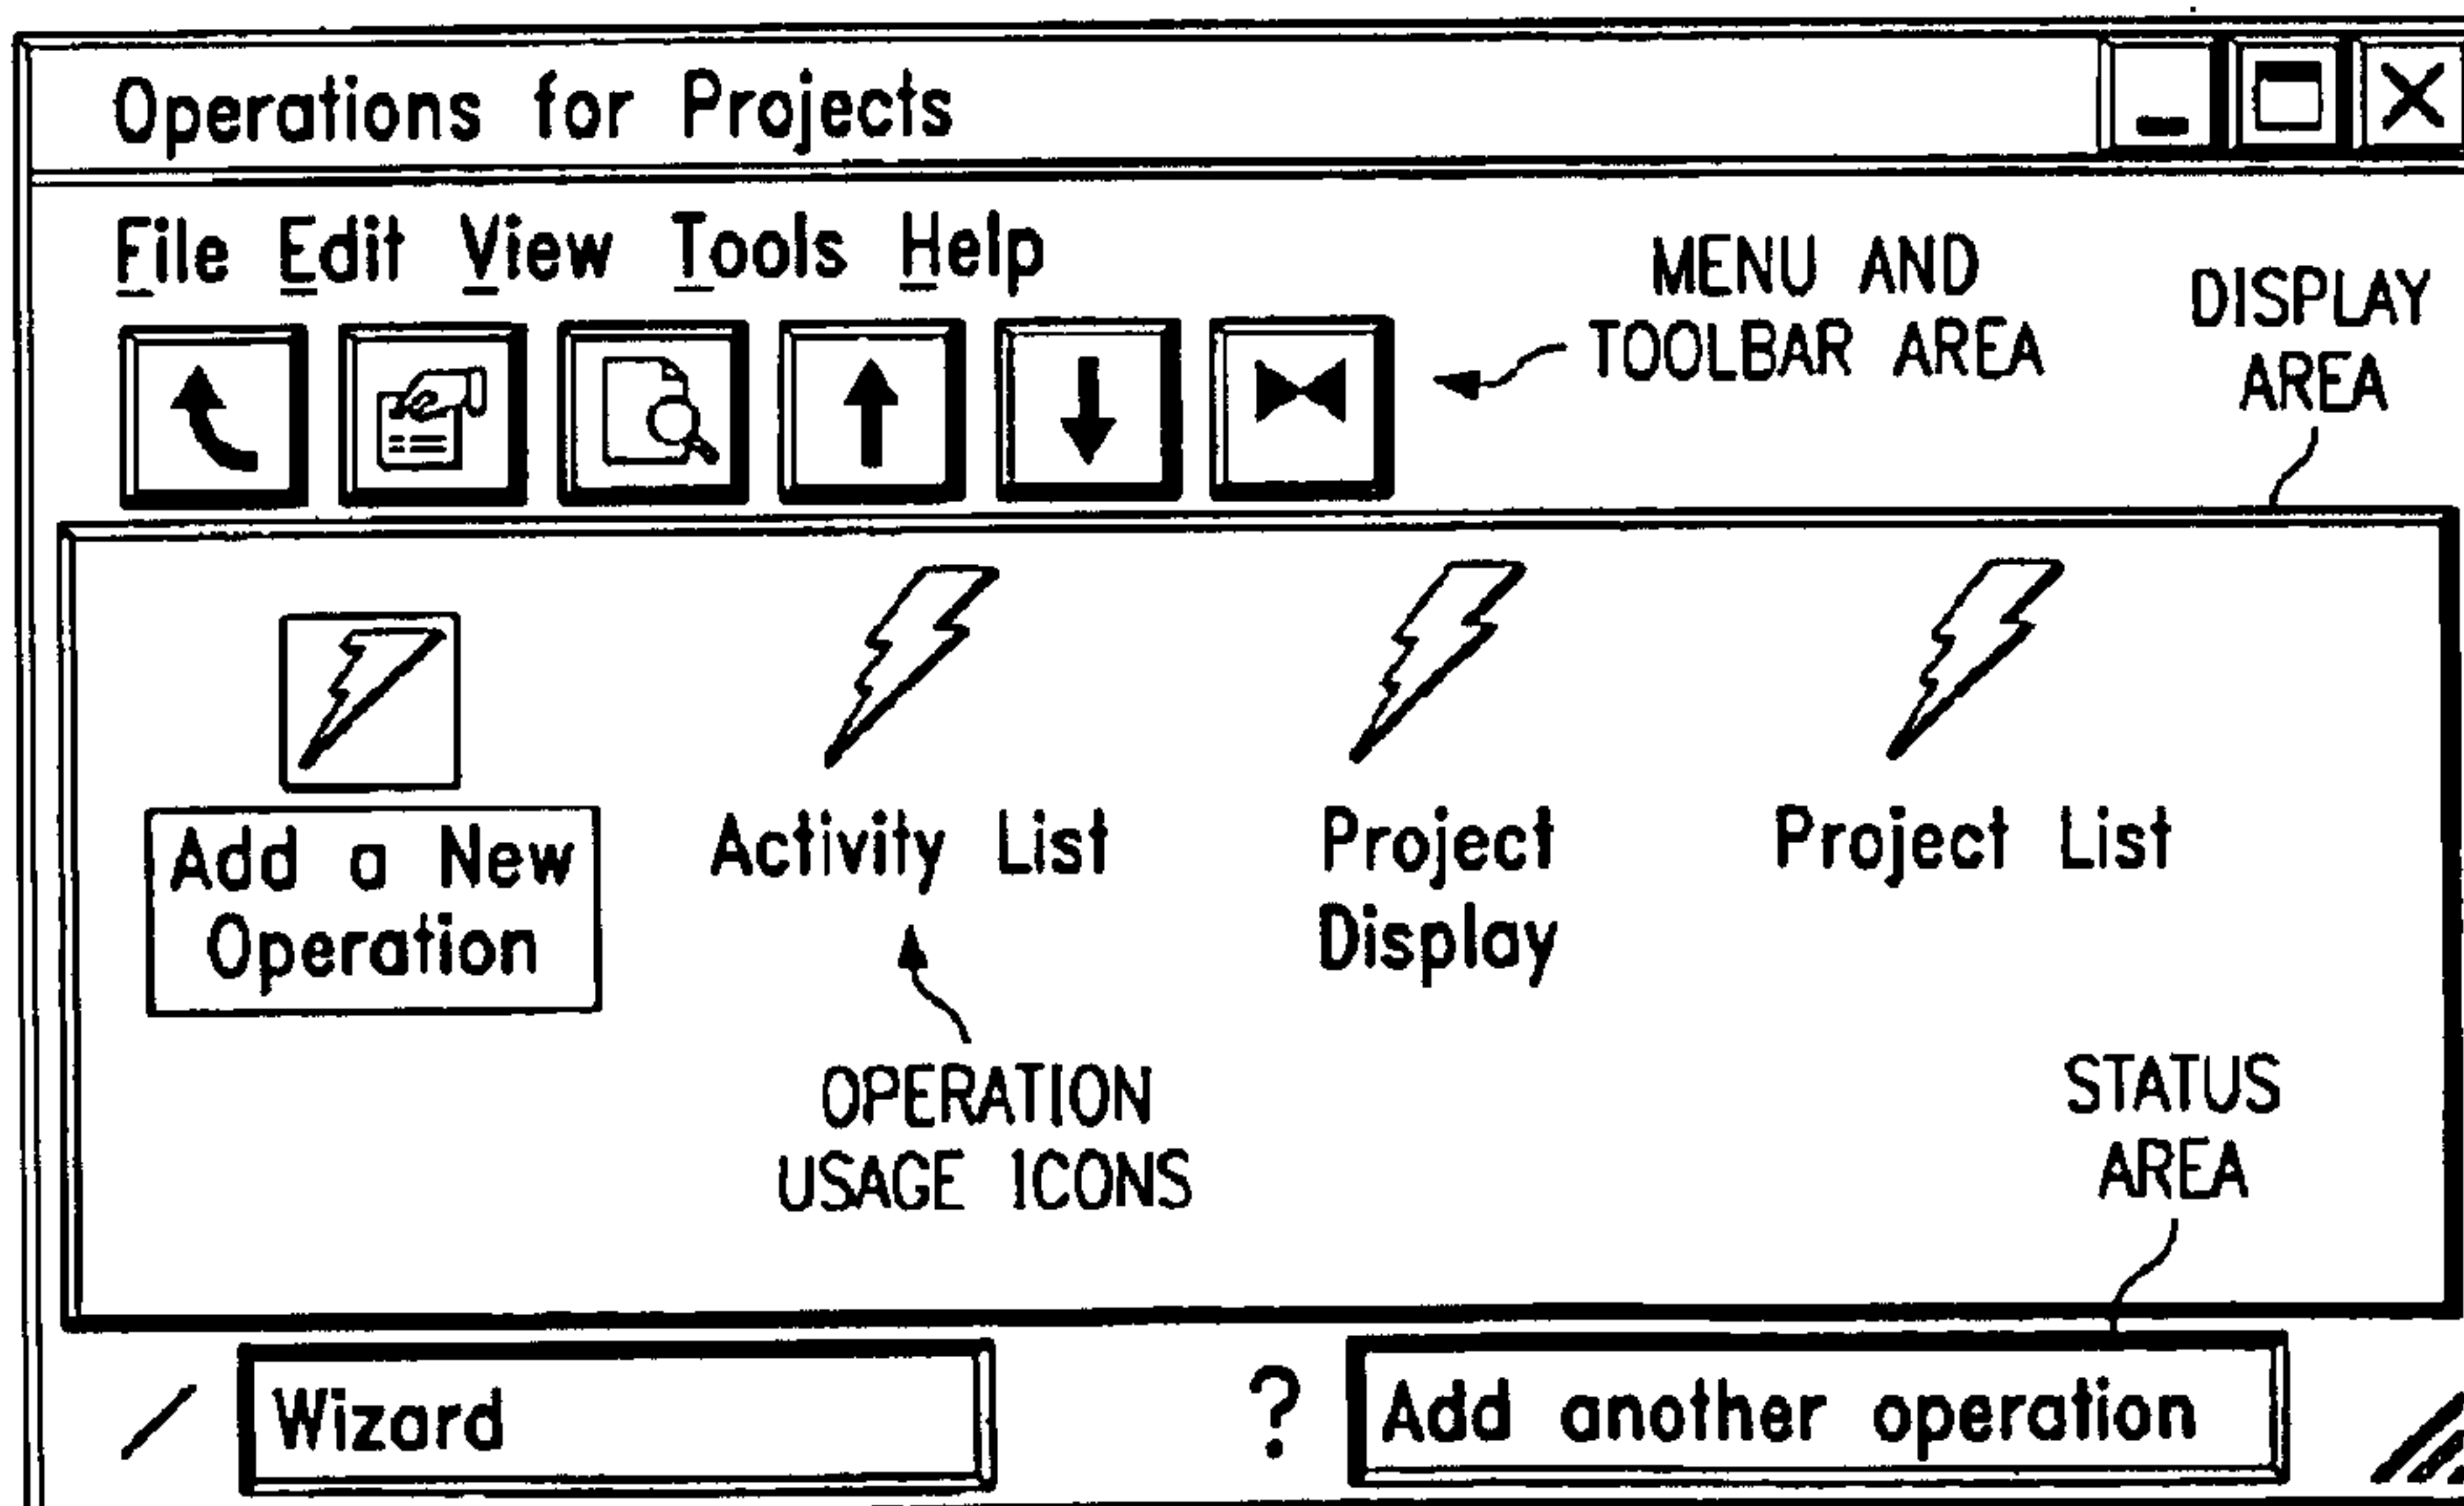 Operations for Projects
File Edit View Tools Help
MENU AND
TOOLBAR AREA
DISPLAY
AREA
Add a New
Operation
Activity List
Project
Display
Project List
OPERATION
USAGE ICONS
STATUS
AREA
Wizard
? Add another operation